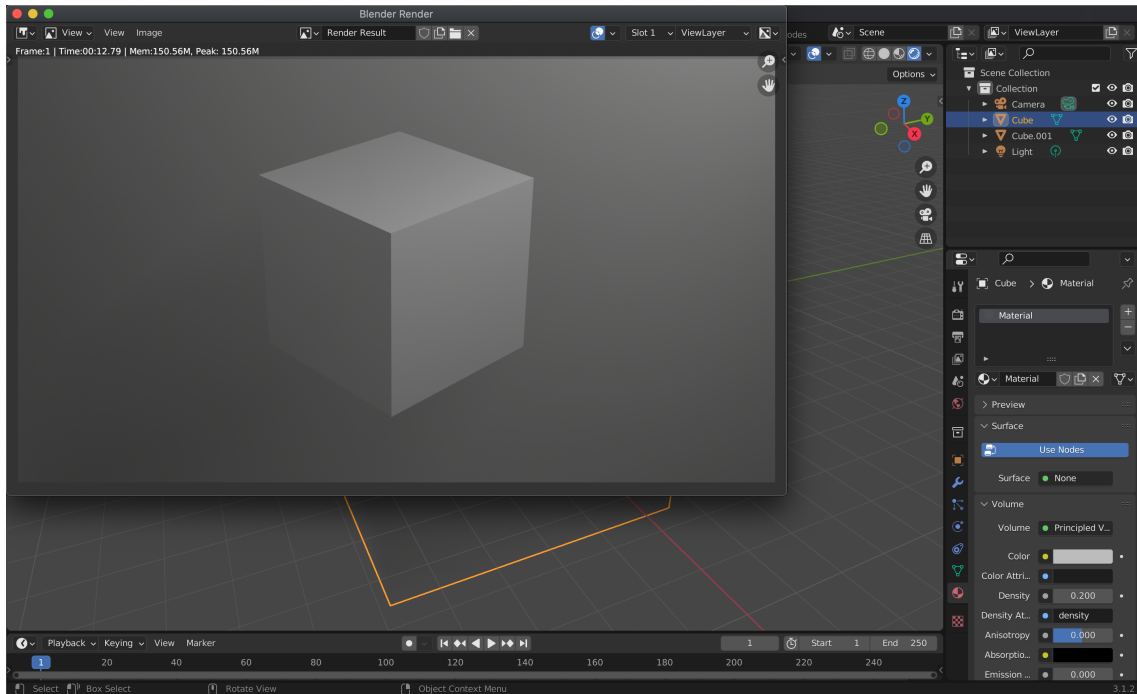 Blender Render
View View Image Render Result Slot 1 ViewLayer
Frame:1 | Time:00:12.79 | Mem:150.56M, Peak: 150.56M
odes Scene ViewLayer
Options
Z
Y
X
Scene Collection
Collection
Camera
Cube
Cube.001
Light
Cube > Material
Material
Material
Preview
Surface
Use Nodes
Surface None
Volume
Volume Principled V...
Color
Color Attri...
Density 0.200
Density At... density
Anisotropy 0.000
Absorptio...
Emission ... 0.000
Playback Keying View Marker 1 Start 1 End 250
1 20 40 60 80 100 120 140 160 180 200 220 240
Select Box Select Rotate View Object Context Menu 3.1.2